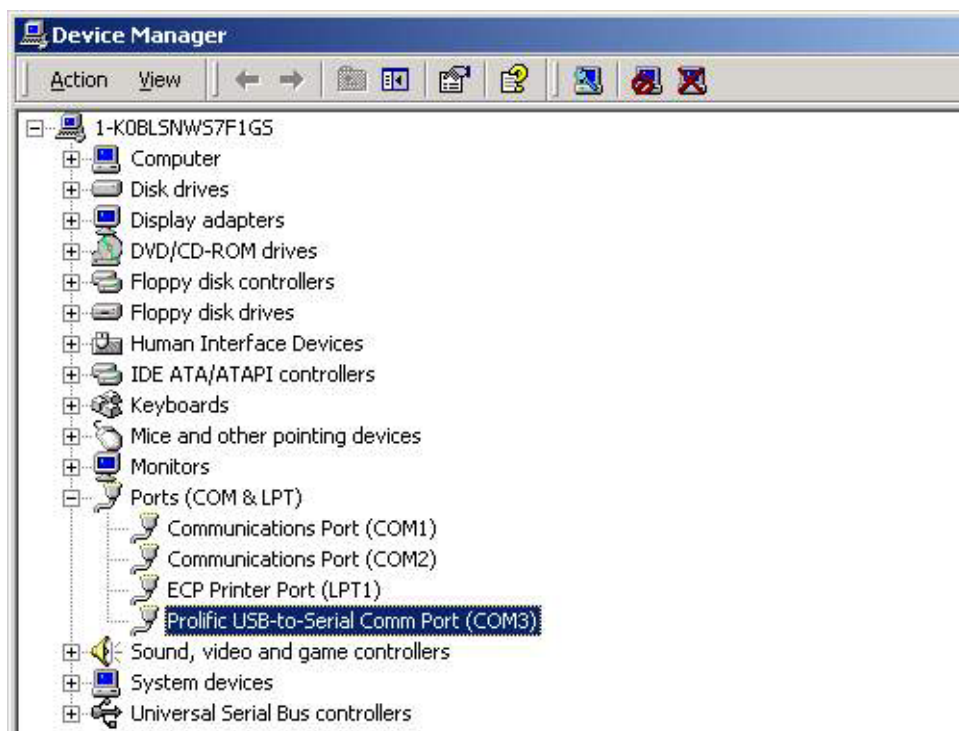 Device Manager
Action View
1-K0BLSNWS7F1GS
Computer
Disk drives
Display adapters
DVD/CD-ROM drives
Floppy disk controllers
Floppy disk drives
Human Interface Devices
IDE ATA/ATAPI controllers
Keyboards
Mice and other pointing devices
Monitors
Ports (COM & LPT)
Communications Port (COM1)
Communications Port (COM2)
ECP Printer Port (LPT1)
Prolific USB-to-Serial Comm Port (COM3)
Sound, video and game controllers
System devices
Universal Serial Bus controllers